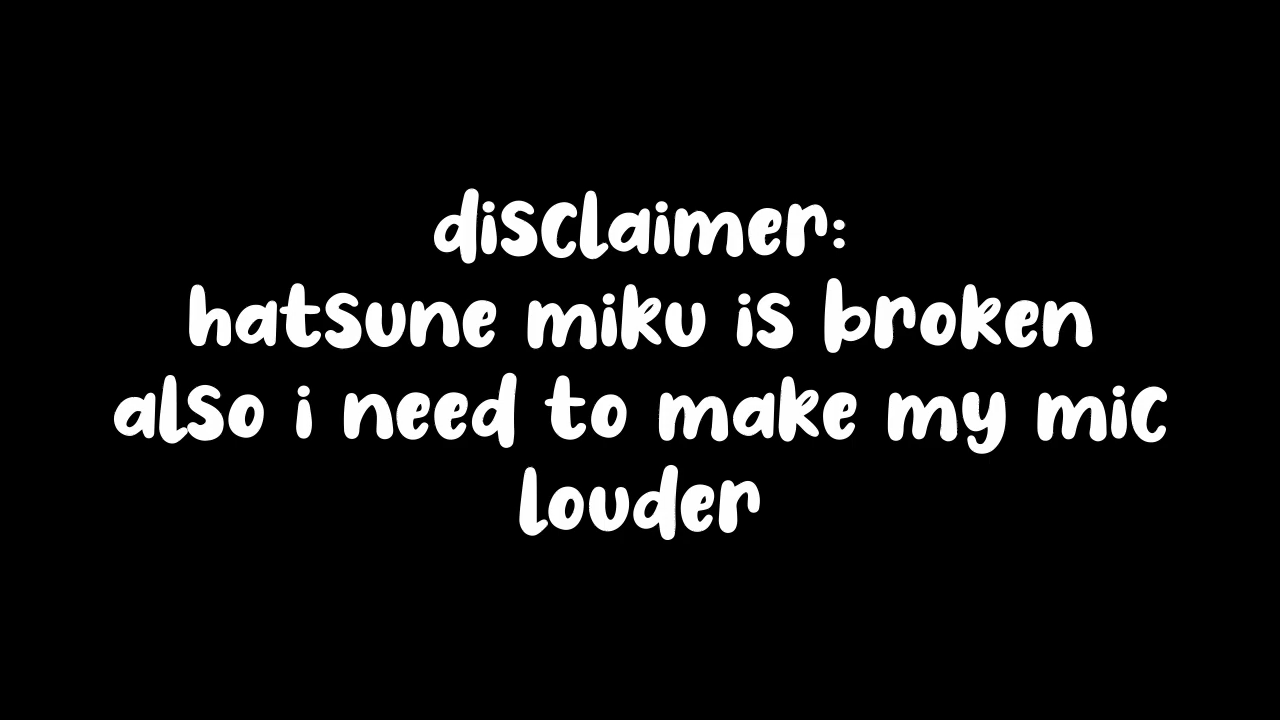 disclaimer:
hatsune miku is broken
also i need to make my mic
louder